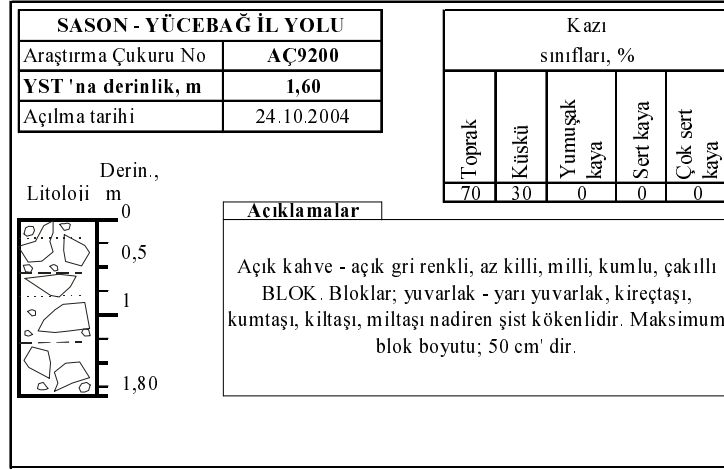 SASON - YÜCEBAĞ İL YOLU
Araştırma Çukuru No AÇ9200
YST 'na derinlik, m 1,60
Açılma tarihi 24.10.2004
Kazı
sınıfları, %
Toprak
Küskü
Yumuşak
kaya
Sert kaya
Çok sert
kaya
70 30 0 0 0
Derin.,
Litoloji m
0
0,5
1
1,80
Açıklamalar
Açık kahve - açık gri renkli, az killi, milli, kumlu, çakıllı
BLOK. Bloklar; yuvarlak - yarı yuvarlak, kireçtaşı,
kumtaşı, kiltaşı, miltaşı nadiren şist kökenlidir. Maksimum
blok boyutu; 50 cm' dir.